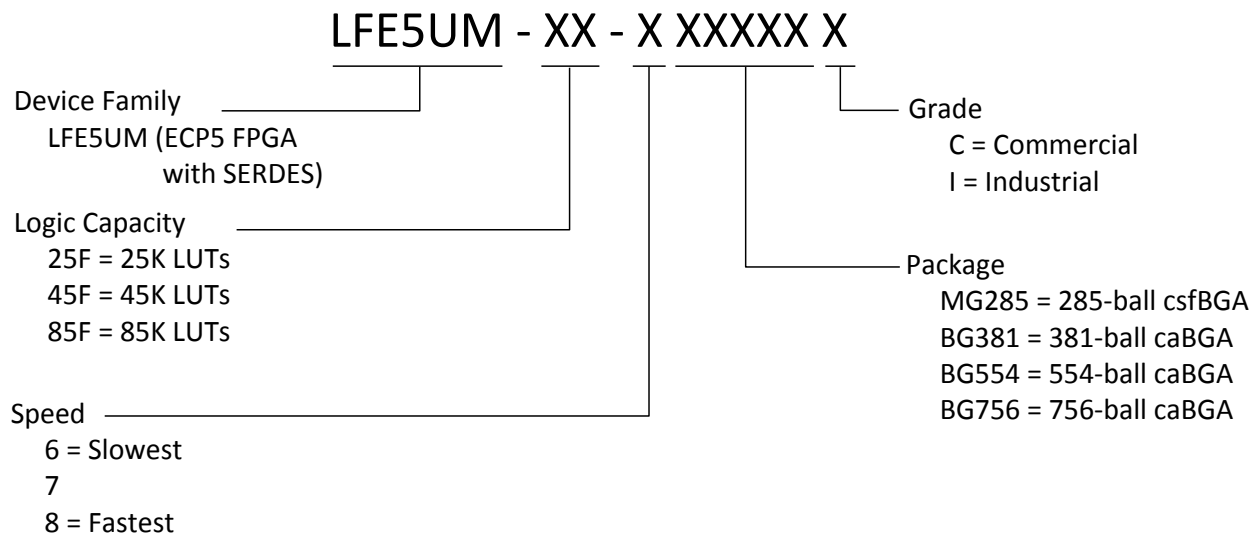 LFE5UM - XX - X XXXXX X
Device Family
LFE5UM (ECP5 FPGA
with SERDES)
Logic Capacity
25F = 25K LUTs
45F = 45K LUTs
85F = 85K LUTs
Speed
6 = Slowest
7
8 = Fastest
Grade
C = Commercial
I = Industrial
Package
MG285 = 285-ball csfBGA
BG381 = 381-ball caBGA
BG554 = 554-ball caBGA
BG756 = 756-ball caBGA